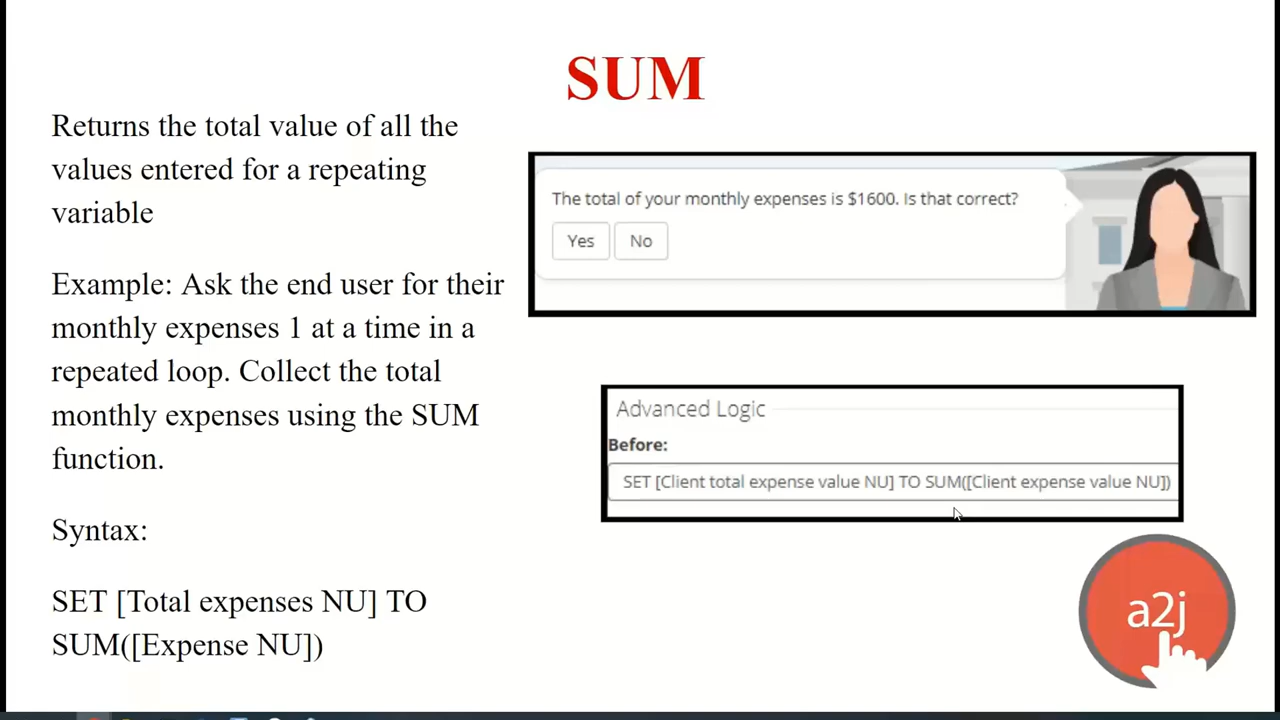 SUM
Returns the total value of all the
values entered for a repeating
variable
Example: Ask the end user for their
monthly expenses 1 at a time in a
repeated loop. Collect the total
monthly expenses using the SUM
function.
Syntax:
SET [Total expenses NU] TO
SUM([Expense NU])
The total of your monthly expenses is $1600. Is that correct?
Yes No
Advanced Logic
Before:
SET [Client total expense value NU] TO SUM([Client expense value NU])
a2j